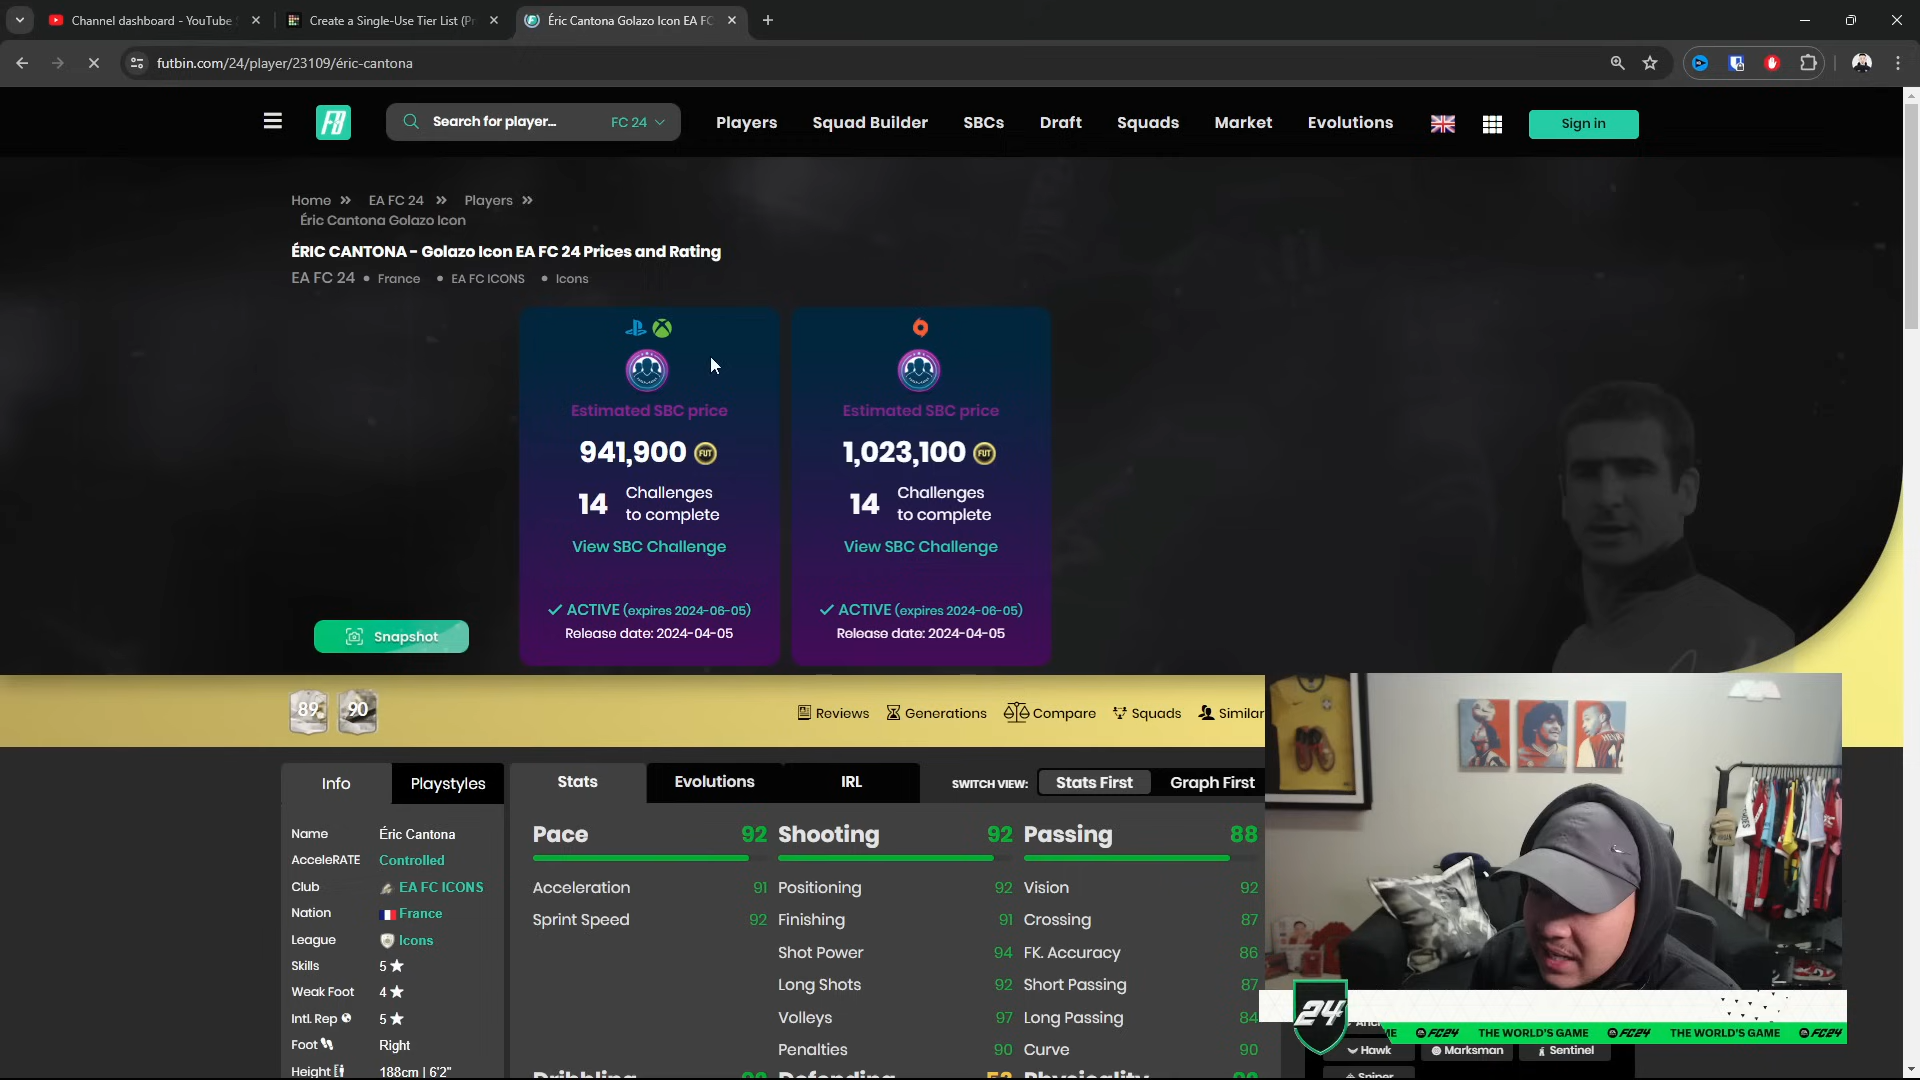 Channel dashboard - YouTube
Create a Single-Use Tier List (Pr
Éric Cantona Golazo Icon EA FC
futbin.com/24/player/23109/éric-cantona
Search for player...
FC 24
Players
Squad Builder
SBCs
Draft
Squads
Market
Evolutions
Sign in
Home » EA FC 24 » Players »
Éric Cantona Golazo Icon
ÉRIC CANTONA - Golazo Icon EA FC 24 Prices and Rating
EA FC 24 • France • EA FC ICONS • Icons
Estimated SBC price
941,900 FUT
14 Challenges to complete
View SBC Challenge
ACTIVE (expires 2024-06-05)
Release date: 2024-04-05
Estimated SBC price
1,023,100 FUT
14 Challenges to complete
View SBC Challenge
ACTIVE (expires 2024-06-05)
Release date: 2024-04-05
Snapshot
89 90
Reviews Generations Compare Squads Similar
Info Playstyles
Stats Evolutions IRL
SWITCH VIEW: Stats First Graph First
Name Éric Cantona
AcceleRATE Controlled
Club EA FC ICONS
Nation France
League Icons
Skills 5
Weak Foot 4
Intl. Rep 5
Foot Right
Height 188cm | 6'2"
Pace 92
Acceleration 91
Sprint Speed 92
Shooting 92
Positioning 92
Finishing 91
Shot Power 94
Long Shots 92
Volleys 97
Penalties 90
Passing 88
Vision 92
Crossing 87
FK. Accuracy 86
Short Passing 87
Long Passing 84
Curve 90
Dribbling
Defending
Physicality
HENRY
24
ME FC24 THE WORLD'S GAME FC24 THE WORLD'S GAME FC24
Hawk Marksman Sentinel
Sniper